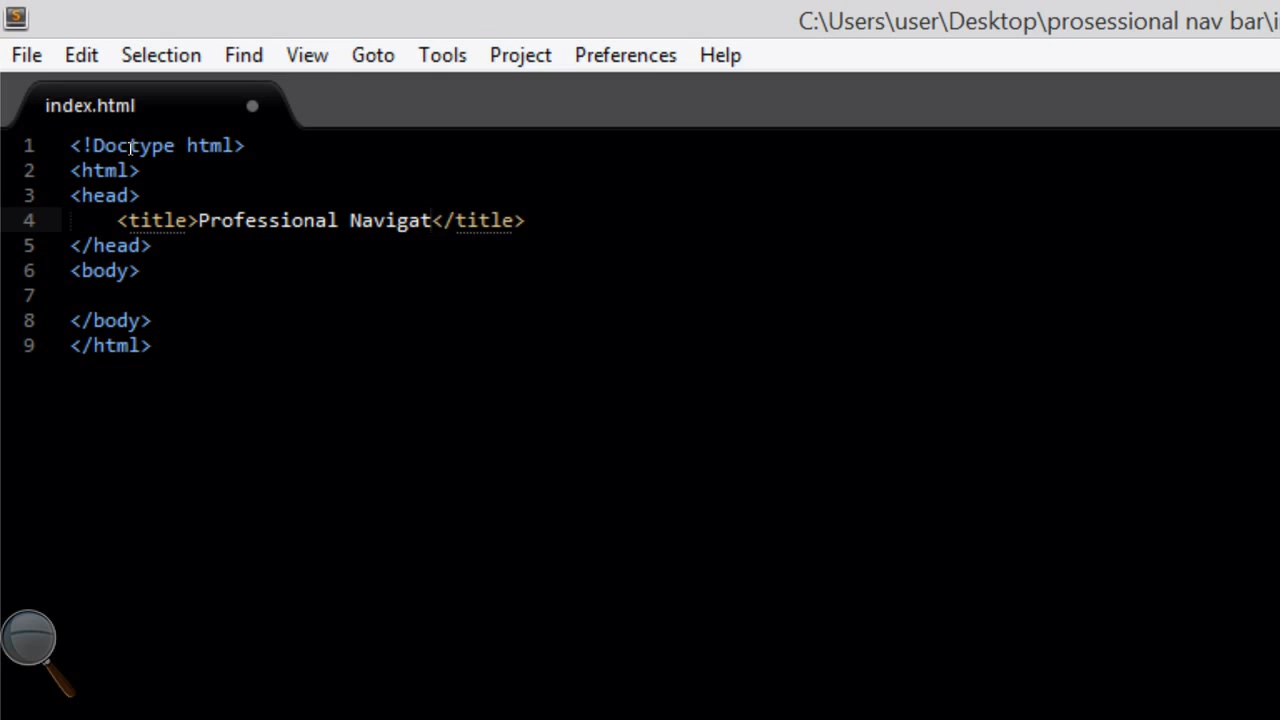 C:\Users\user\Desktop\prosessional nav bar\i
File Edit Selection Find View Goto Tools Project Preferences Help
index.html
1 <!Doctype html>
2 <html>
3 <head>
4     <title>Professional Navigat</title>
5 </head>
6 <body>
7
8 </body>
9 </html>